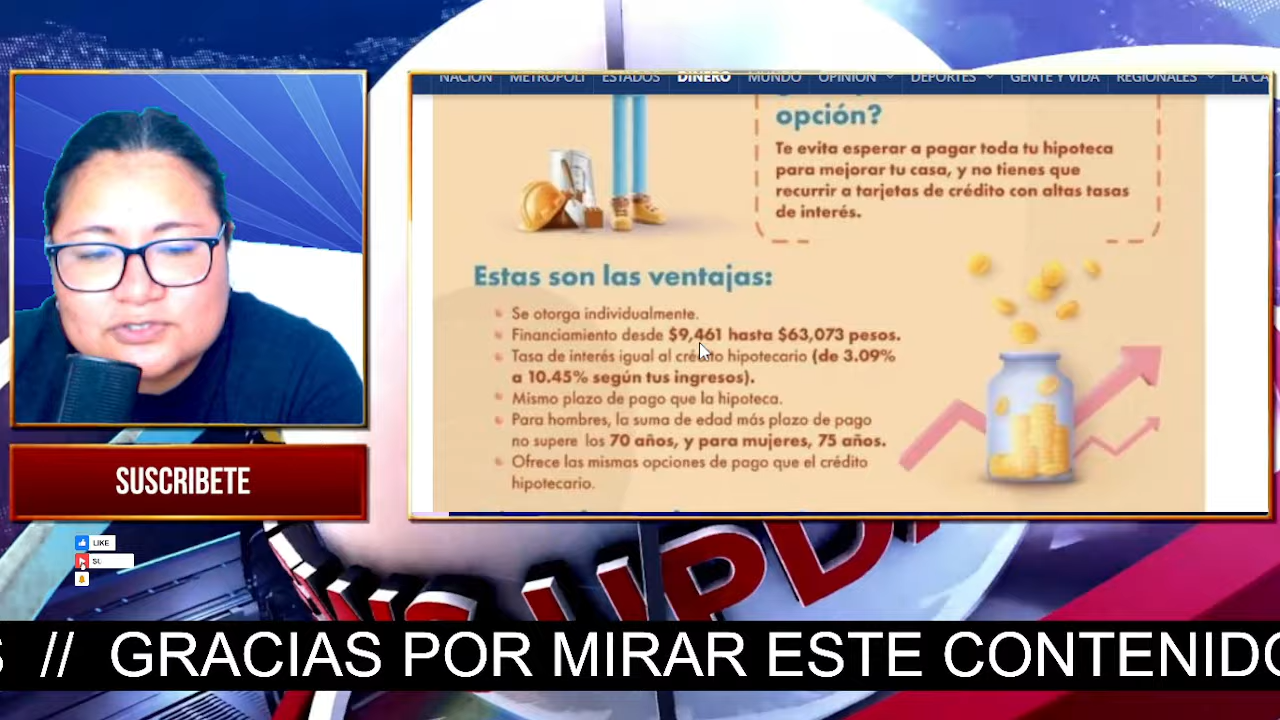 NACIÓN METRÓPOLI ESTADOS DINERO MUNDO OPINIÓN DEPORTES GENTE Y VIDA REGIONALES LA CA
opción?
Te evita esperar a pagar toda tu hipoteca
para mejorar tu casa, y no tienes que
recurrir a tarjetas de crédito con altas tasas
de interés.
Estas son las ventajas:
Se otorga individualmente.
Financiamiento desde $9,461 hasta $63,073 pesos.
Tasa de interés igual al crédito hipotecario (de 3.09%
a 10.45% según tus ingresos).
Mismo plazo de pago que la hipoteca.
Para hombres, la suma de edad más plazo de pago
no supere los 70 años, y para mujeres, 75 años.
Ofrece las mismas opciones de pago que el crédito
hipotecario.
SUSCRIBETE
LIKE
SU
S // GRACIAS POR MIRAR ESTE CONTENIDO